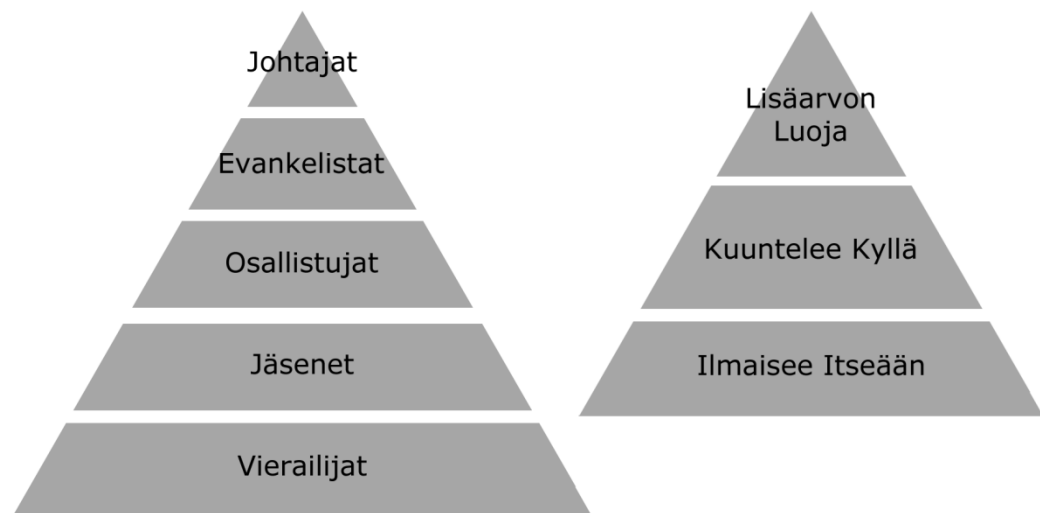 Johtajat
Evankelistat
Osallistujat
Jäsenet
Vierailijat
Lisäarvon
Luoja
Kuuntelee Kyllä
Ilmaisee Itseään